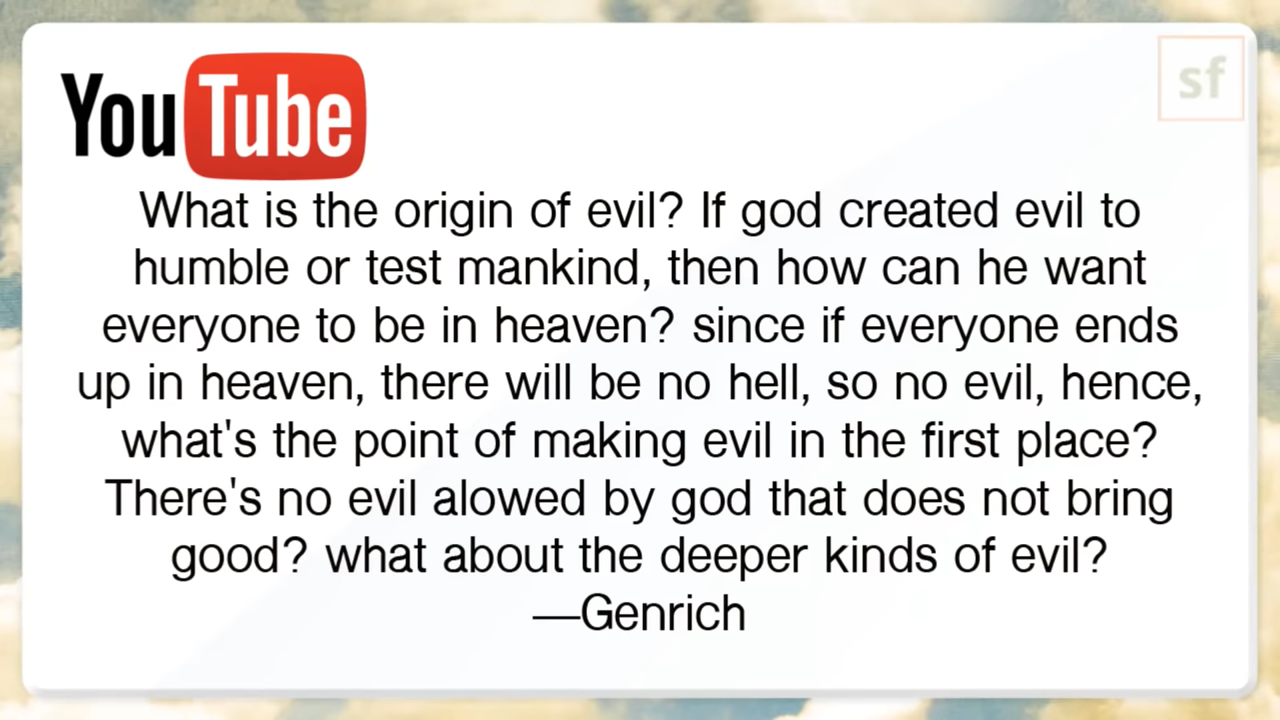 YouTube
sf
What is the origin of evil? If god created evil to
humble or test mankind, then how can he want
everyone to be in heaven? since if everyone ends
up in heaven, there will be no hell, so no evil, hence,
what's the point of making evil in the first place?
There's no evil alowed by god that does not bring
good? what about the deeper kinds of evil?
—Genrich